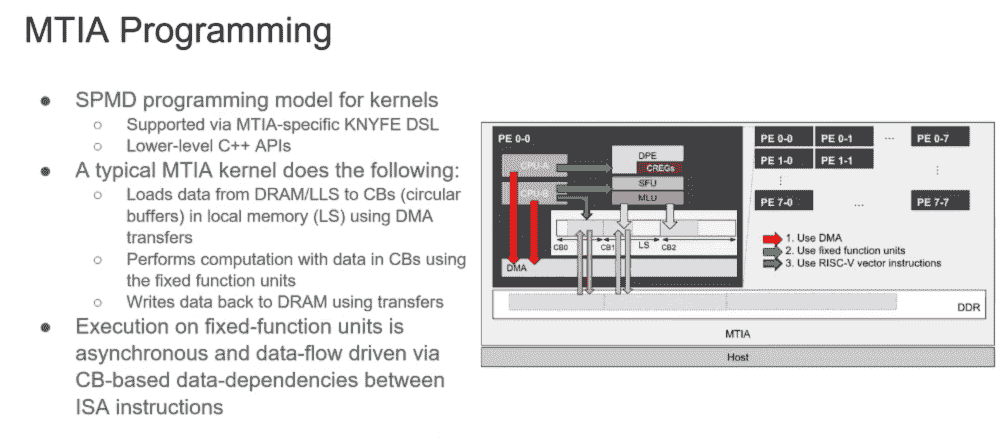 MTIA Programming
● SPMD programming model for kernels
○ Supported via MTIA-specific KNYFE DSL
○ Lower-level C++ APIs
● A typical MTIA kernel does the following:
○ Loads data from DRAM/LLS to CBs (circular
buffers) in local memory (LS) using DMA
transfers
○ Performs computation with data in CBs using
the fixed function units
○ Writes data back to DRAM using transfers
● Execution on fixed-function units is
asynchronous and data-flow driven via
CB-based data-dependencies between
ISA instructions
PE 0-0
CPU-A
CPU-B
DPE
CREGs
SFU
MLU
CB0
CB1
LS
CB2
DMA
PE 0-0
PE 0-1
...
PE 0-7
PE 1-0
PE 1-1
PE 7-0
...
PE 7-7
1. Use DMA
2. Use fixed function units
3. Use RISC-V vector instructions
DDR
MTIA
Host